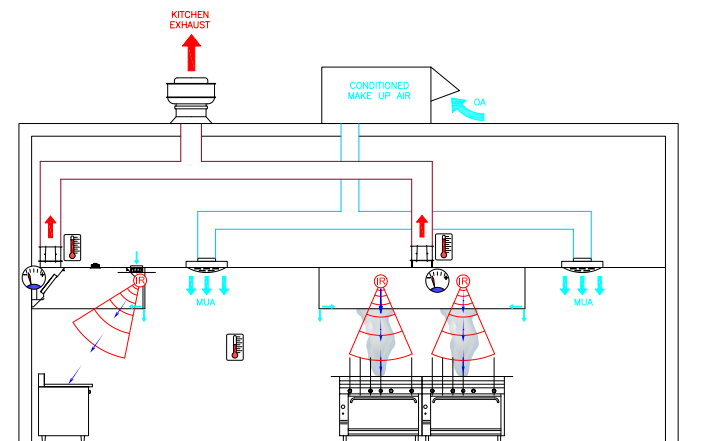 KITCHEN
EXHAUST
CONDITIONED
MAKE UP AIR
OA
IR
IR
IR
MUA
MUA